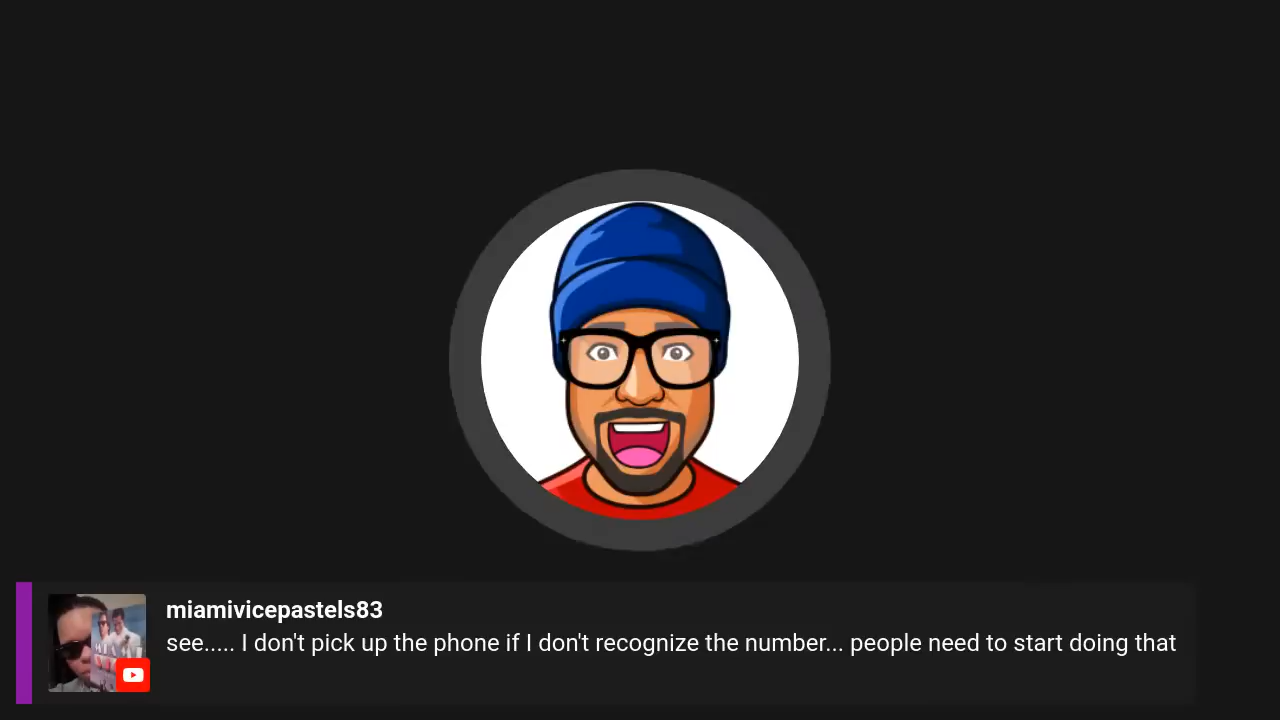 miamivicepastels83
see..... I don't pick up the phone if I don't recognize the number... people need to start doing that